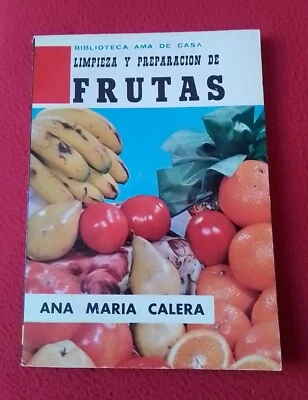 BIBLIOTECA AMA DE CASA
LIMPIEZA Y PREPARACION DE
FRUTAS
ANA MARIA CALERA